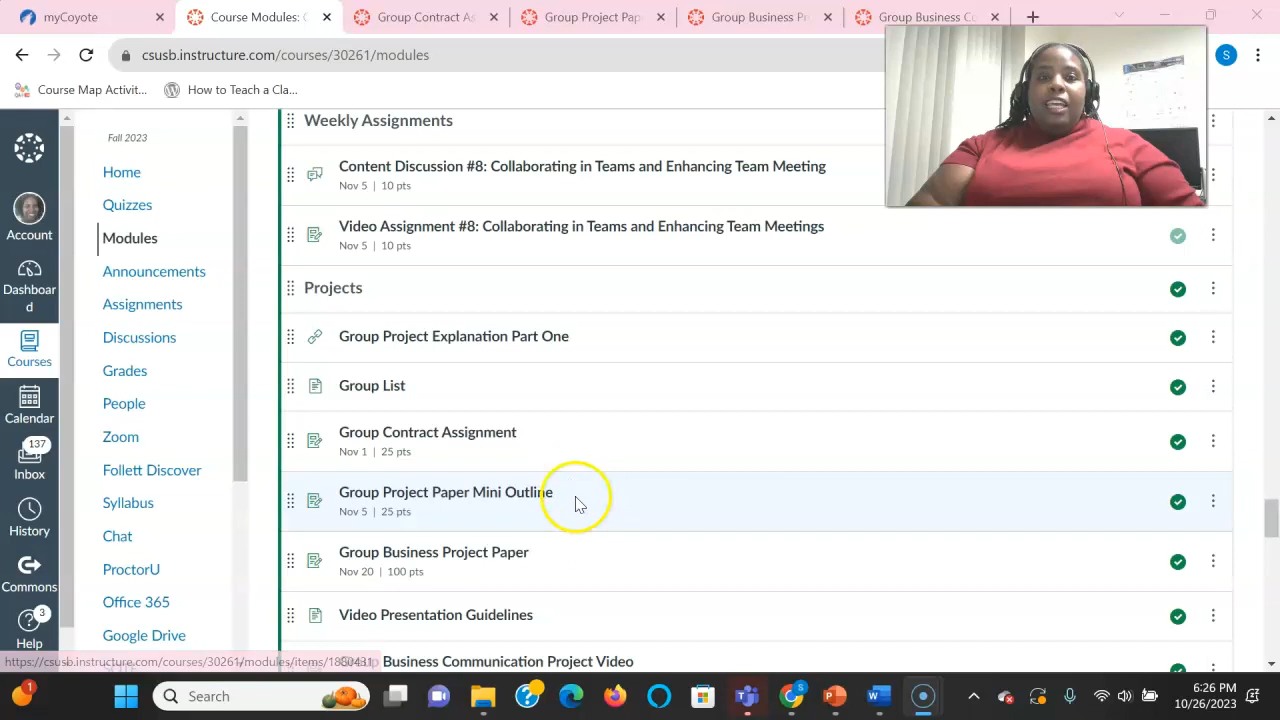 myCoyote
Course Modules: C
Group Contract As
Group Project Pape
Group Business Pr
Group Business Co
csusb.instructure.com/courses/30261/modules
S
Course Map Activit...
How to Teach a Cla...
Account
Dashboar
d
Courses
Calendar
137
Inbox
History
Commons
3
Help
Fall 2023
Home
Quizzes
Modules
Announcements
Assignments
Discussions
Grades
People
Zoom
Follett Discover
Syllabus
Chat
ProctorU
Office 365
Google Drive
Weekly Assignments
Content Discussion #8: Collaborating in Teams and Enhancing Team Meeting
Nov 5 | 10 pts
Video Assignment #8: Collaborating in Teams and Enhancing Team Meetings
Nov 5 | 10 pts
Projects
Group Project Explanation Part One
Group List
Group Contract Assignment
Nov 1 | 25 pts
Group Project Paper Mini Outline
Nov 5 | 25 pts
Group Business Project Paper
Nov 20 | 100 pts
Video Presentation Guidelines
Business Communication Project Video
1
Search
6:26 PM
10/26/2023